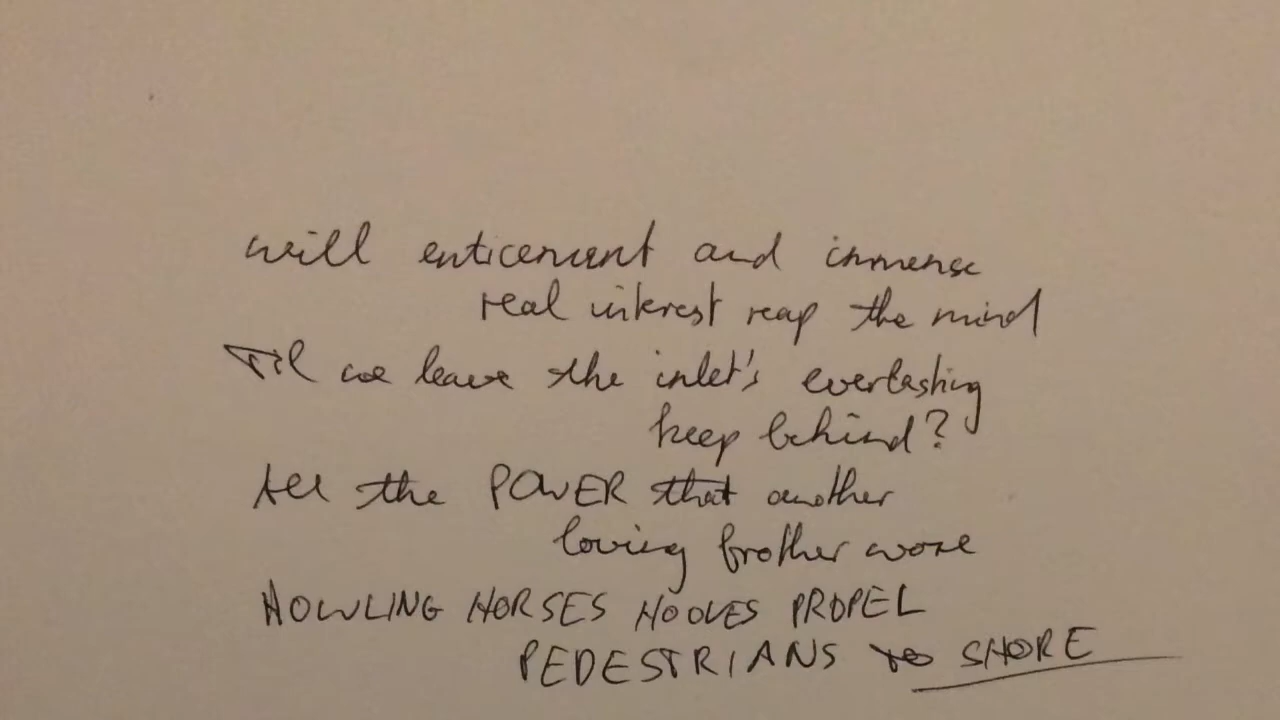 will enticement and immense
real interest reap the mind
Til we leave the inlet's everlasting
keep behind?
All the POWER that another
loving brother wore
HOWLING HORSES HOOVES PROPEL
PEDESTRIANS to SHORE